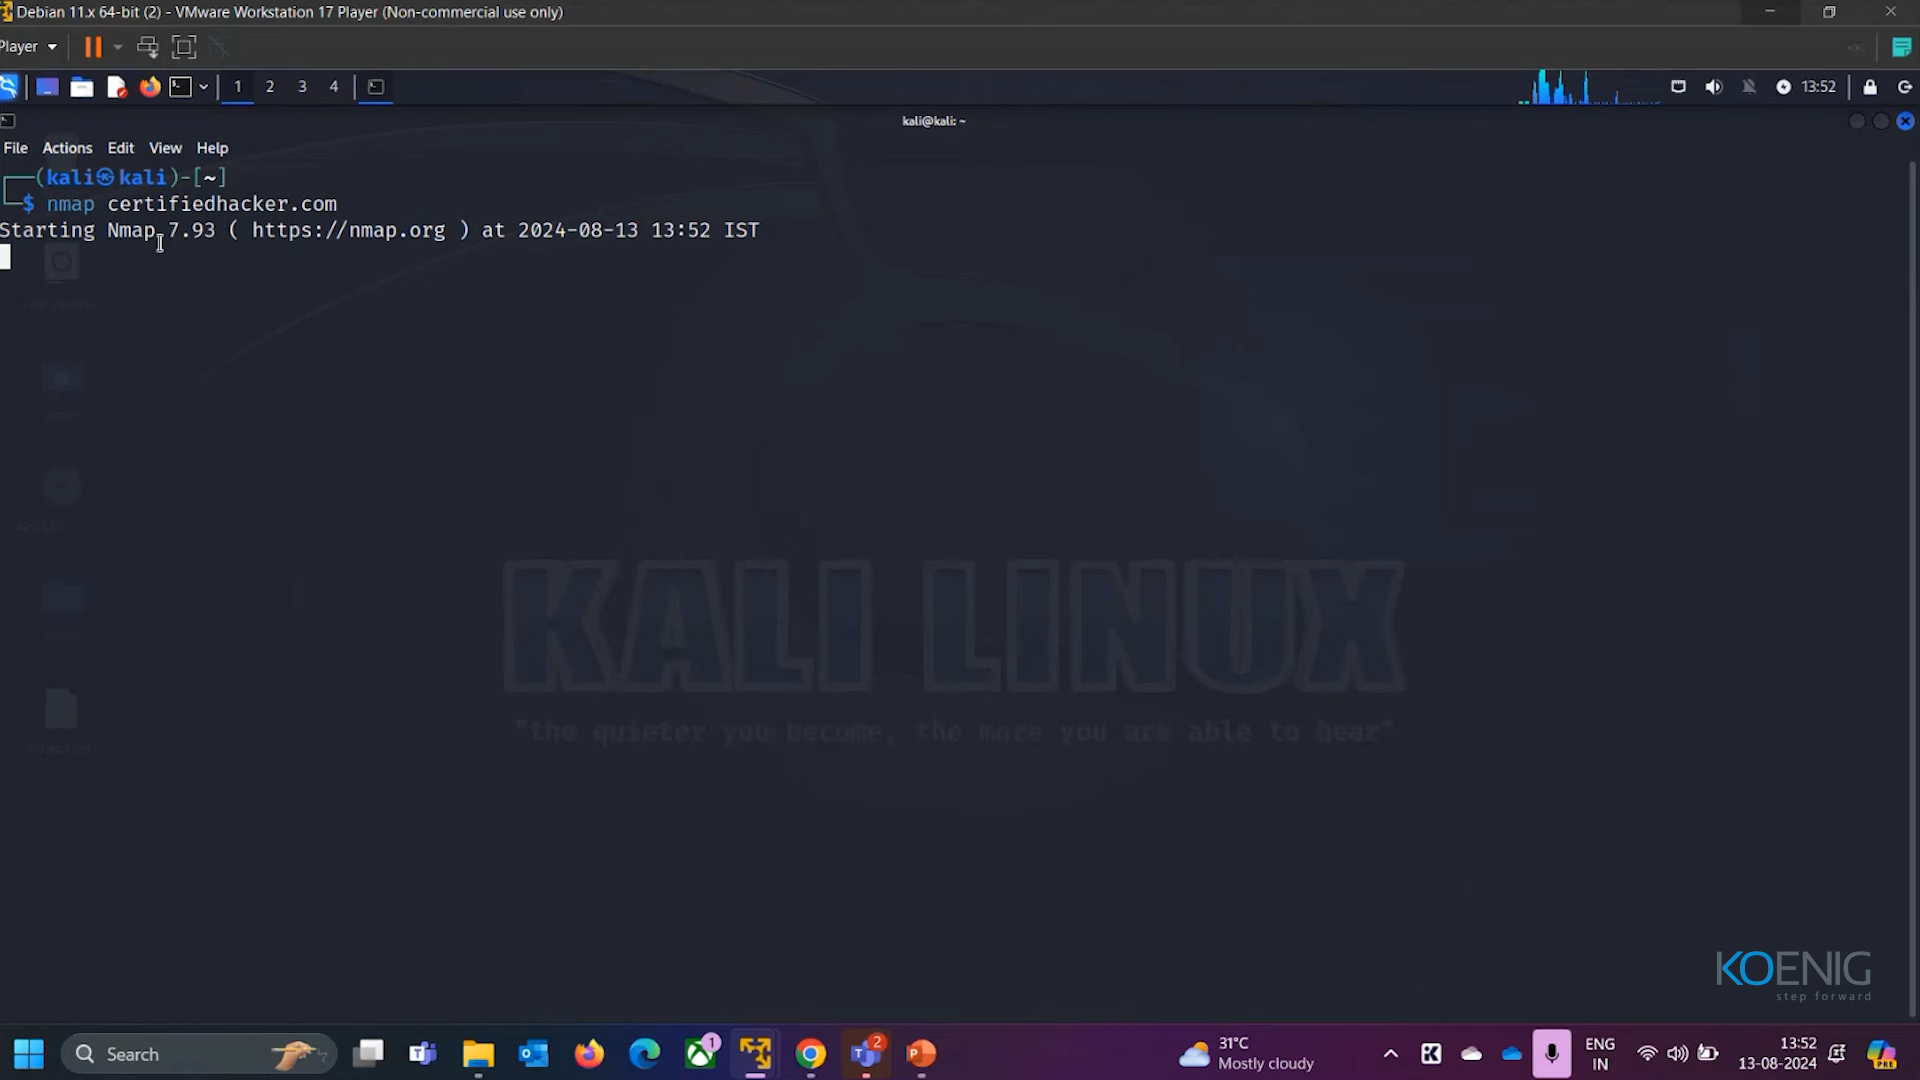 Debian 11.x 64-bit (2) - VMware Workstation 17 Player (Non-commercial use only)
Player
1 2 3 4
13:52
kali@kali: ~
File Actions Edit View Help
(kali㉿kali)-[~]
$ nmap certifiedhacker.com
Starting Nmap 7.93 ( https://nmap.org ) at 2024-08-13 13:52 IST
KALI LINUX
"the quieter you become, the more you are able to hear"
KOENIG
step forward
Search
1
2
31°C
Mostly cloudy
ENG
IN
13:52
13-08-2024
PRE